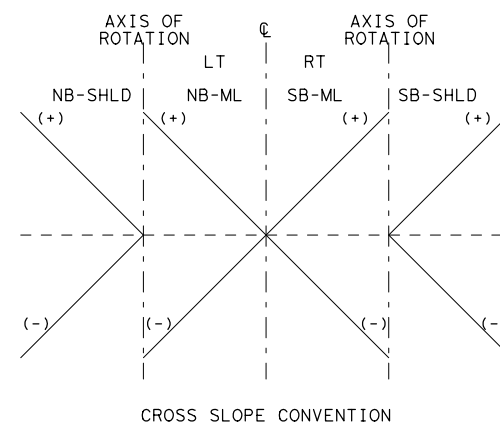 AXIS OF
ROTATION
℄
AXIS OF
ROTATION
LT
RT
NB-SHLD
NB-ML
SB-ML
SB-SHLD
(+)
(+)
(+)
(+)
(-)
(-)
(-)
(-
CROSS SLOPE CONVENTION